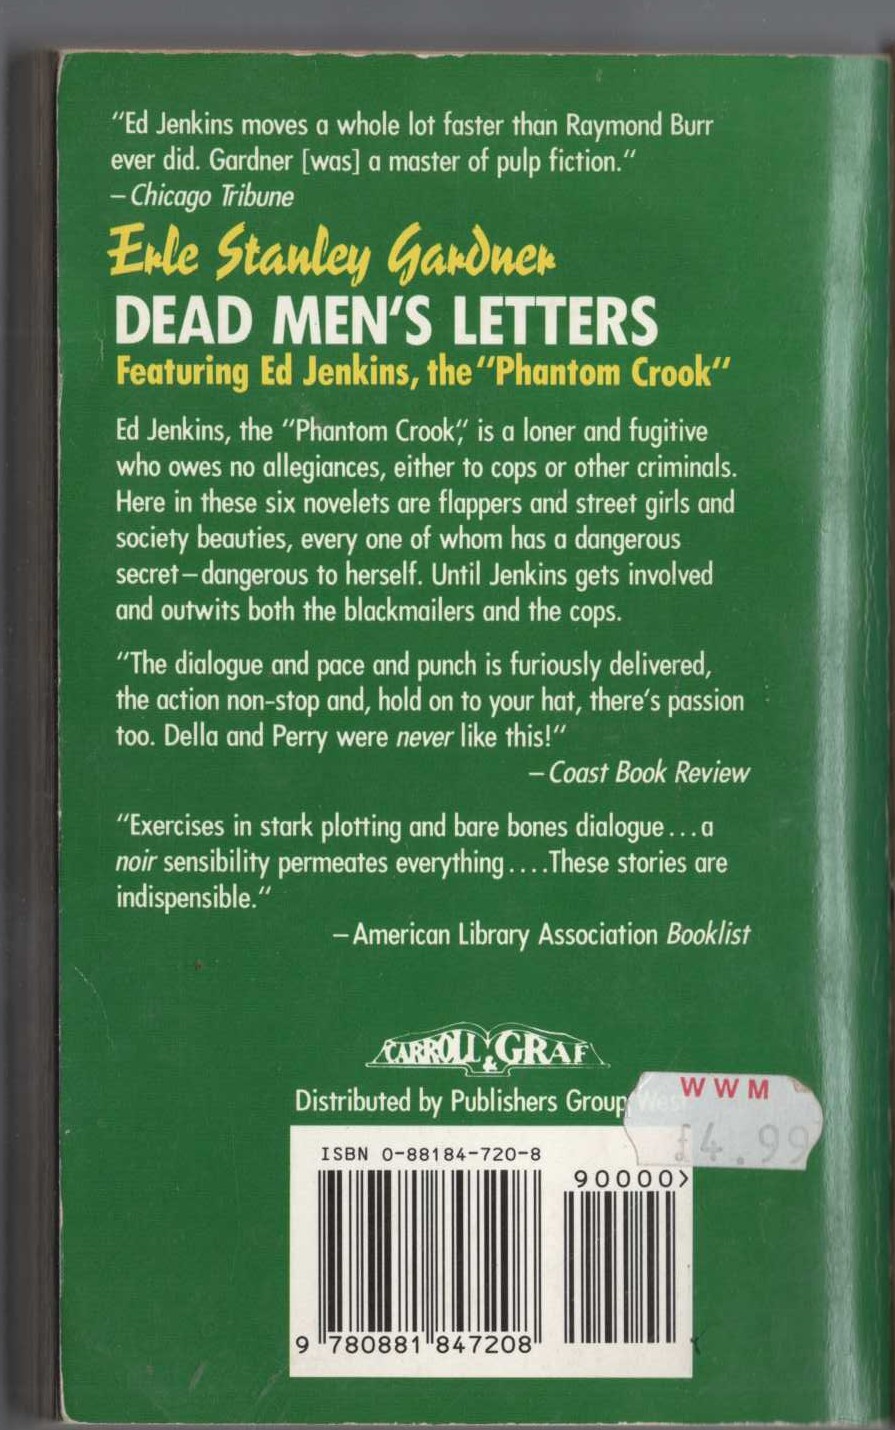 "Ed Jenkins moves a whole lot faster than Raymond Burr
ever did. Gardner [was] a master of pulp fiction."
– Chicago Tribune
Erle Stanley Gardner
DEAD MEN'S LETTERS
Featuring Ed Jenkins, the "Phantom Crook"
Ed Jenkins, the "Phantom Crook," is a loner and fugitive
who owes no allegiances, either to cops or other criminals.
Here in these six novelets are flappers and street girls and
society beauties, every one of whom has a dangerous
secret–dangerous to herself. Until Jenkins gets involved
and outwits both the blackmailers and the cops.
"The dialogue and pace and punch is furiously delivered,
the action non-stop and, hold on to your hat, there's passion
too. Della and Perry were never like this!"
– Coast Book Review
"Exercises in stark plotting and bare bones dialogue...a
noir sensibility permeates everything....These stories are
indispensible."
– American Library Association Booklist
CARROLL & GRAF
Distributed by Publishers Group West
WWM
£4.99
ISBN 0-88184-720-8
90000>
9 780881 847208